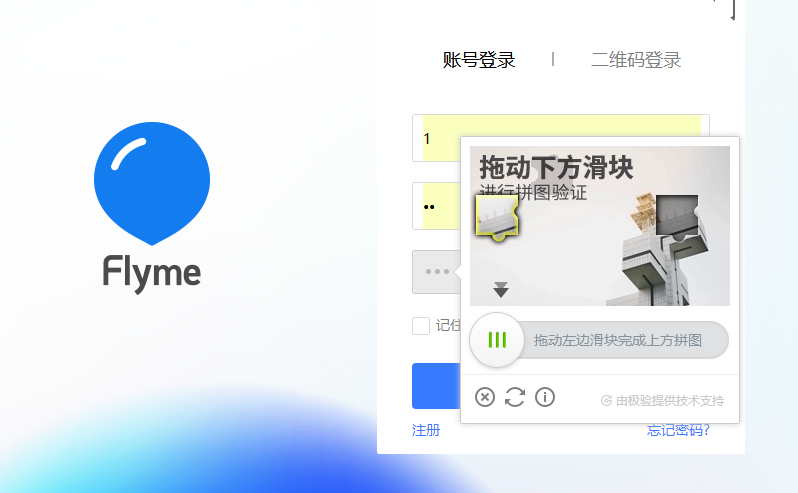 账号登录
二维码登录
1
拖动下方滑块
进行拼图验证
Flyme
记住
拖动左边滑块完成上方拼图
由极验提供技术支持
注册
忘记密码?